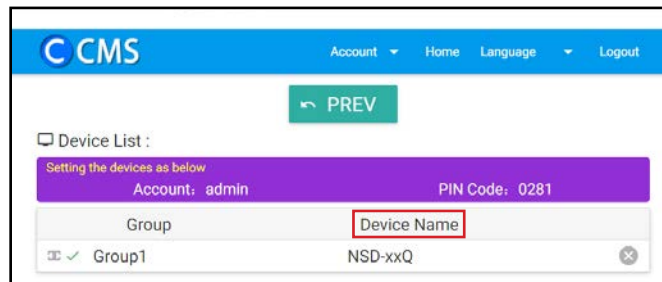 C CMS Account Home Language Logout
PREV
Device List :
Setting the devices as below
Account: admin PIN Code: 0281
Group Device Name
Group1 NSD-xxQ